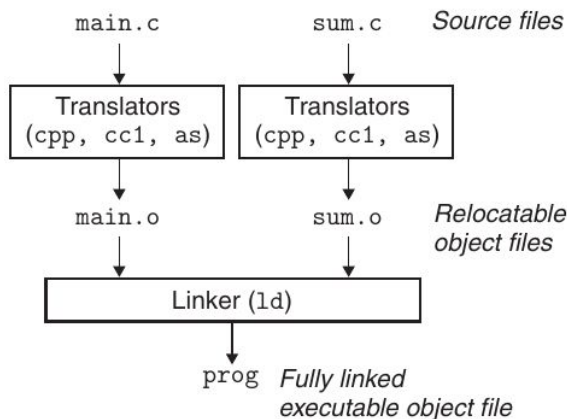 main.c sum.c Source files
Translators Translators
(cpp, cc1, as) (cpp, cc1, as)
main.o sum.o Relocatable
object files
Linker (ld)
prog Fully linked
executable object file